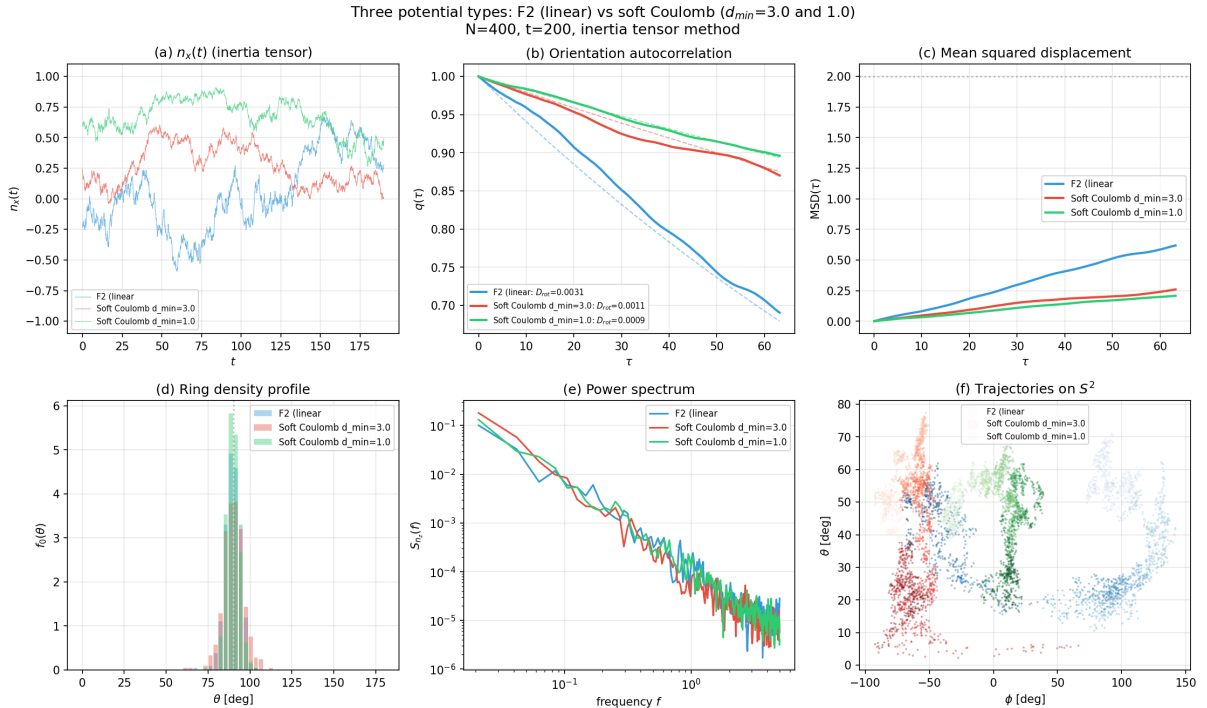 Three potential types: F2 (linear) vs soft Coulomb (d_min=3.0 and 1.0)
N=400, t=200, inertia tensor method
(a) n_x(t) (inertia tensor)
1.00
0.75
0.50
0.25
0.00
−0.25
−0.50
−0.75
−1.00
n_x(t)
F2 (linear
Soft Coulomb d_min=3.0
Soft Coulomb d_min=1.0
0
25
50
75
100
125
150
175
t
(b) Orientation autocorrelation
1.00
0.95
0.90
0.85
0.80
0.75
0.70
q(τ)
F2 (linear: D_rot=0.0031
Soft Coulomb d_min=3.0: D_rot=0.0011
Soft Coulomb d_min=1.0: D_rot=0.0009
0
10
20
30
40
50
60
τ
(c) Mean squared displacement
2.00
1.75
1.50
1.25
1.00
0.75
0.50
0.25
0.00
MSD(τ)
F2 (linear
Soft Coulomb d_min=3.0
Soft Coulomb d_min=1.0
0
10
20
30
40
50
60
τ
(d) Ring density profile
6
5
4
3
2
1
0
f₀(θ)
F2 (linear
Soft Coulomb d_min=3.0
Soft Coulomb d_min=1.0
0
25
50
75
100
125
150
175
θ [deg]
(e) Power spectrum
10⁻¹
10⁻²
10⁻³
10⁻⁴
10⁻⁵
10⁻⁶
F2 (linear
Soft Coulomb d_min=3.0
Soft Coulomb d_min=1.0
10⁻¹
10⁰
frequency f
(f) Trajectories on S²
80
70
60
50
40
30
20
10
0
θ [deg]
F2 (linear
Soft Coulomb d_min=3.0
Soft Coulomb d_min=1.0
−100
−50
0
50
100
150
ϕ [deg]